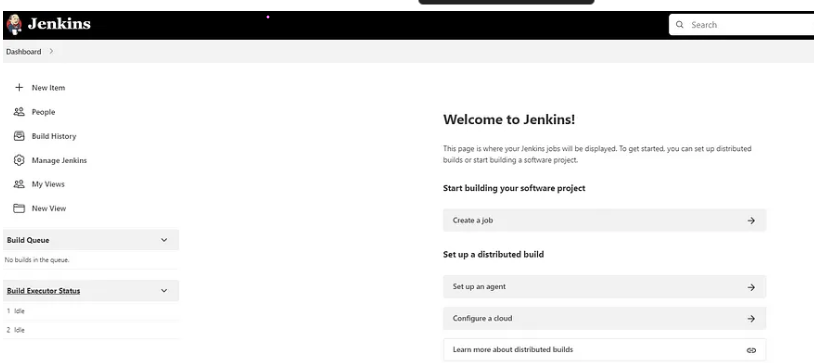 Jenkins
Search
Dashboard
New Item
People
Build History
Manage Jenkins
My Views
New View
Build Queue
No builds in the queue.
Build Executor Status
1 Idle
2 Idle
Welcome to Jenkins!
This page is where your Jenkins jobs will be displayed. To get started, you can set up distributed
builds or start building a software project.
Start building your software project
Create a job
Set up a distributed build
Set up an agent
Configure a cloud
Learn more about distributed builds